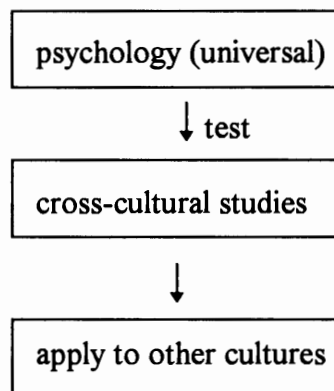 psychology (universal)
test
cross-cultural studies
apply to other cultures